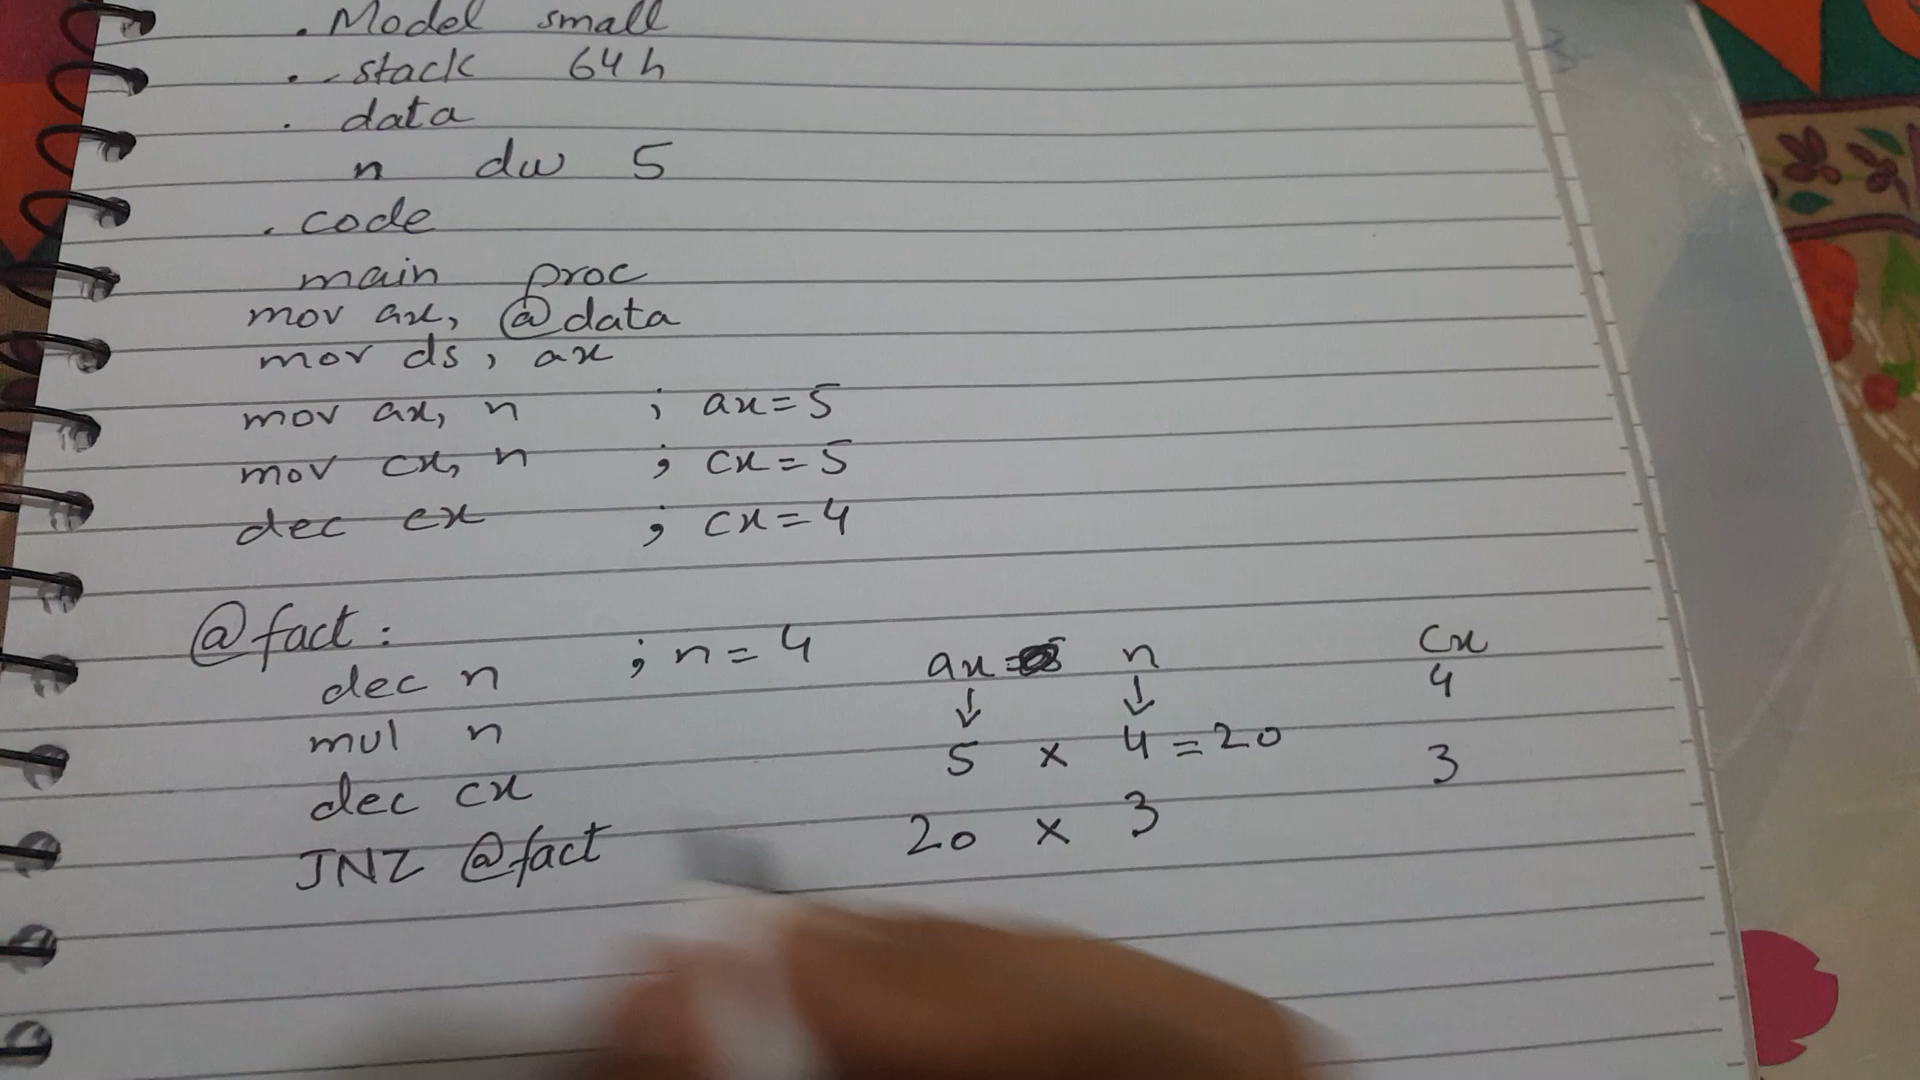 . Model small
. stack 64h
. data
n dw 5
. code
main proc
mov ax, @data
mov ds, ax
mov ax, n ; ax=5
mov cx, n ; cx=5
dec cx ; cx=4
@fact:
dec n ; n=4
mul n
dec cx
JNZ @fact
ax= n cx
↓ ↓ 4
5 x 4 = 20 3
20 x 3